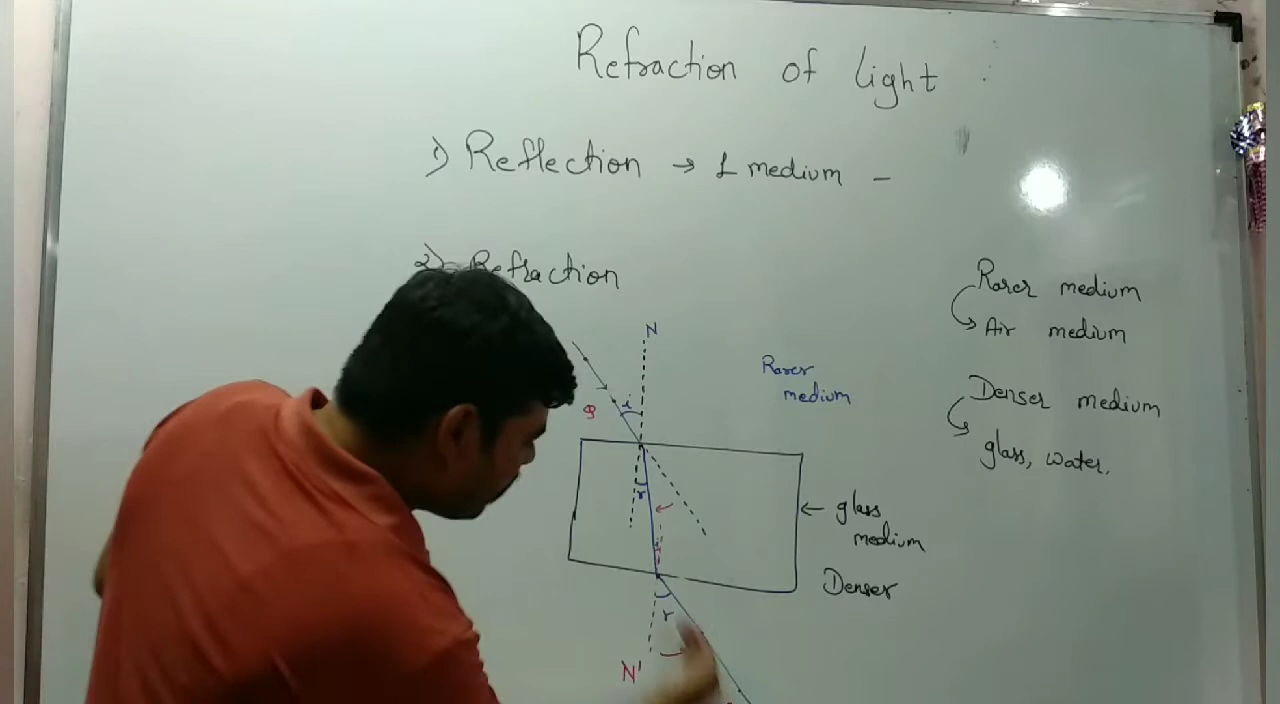 Refraction of light :
1) Reflection → 1 medium –
2) Refraction
Rarer medium
Air medium
N
Rarer
medium
Denser medium
glass, water.
i
r
← glass
medium
Denser
r
N'